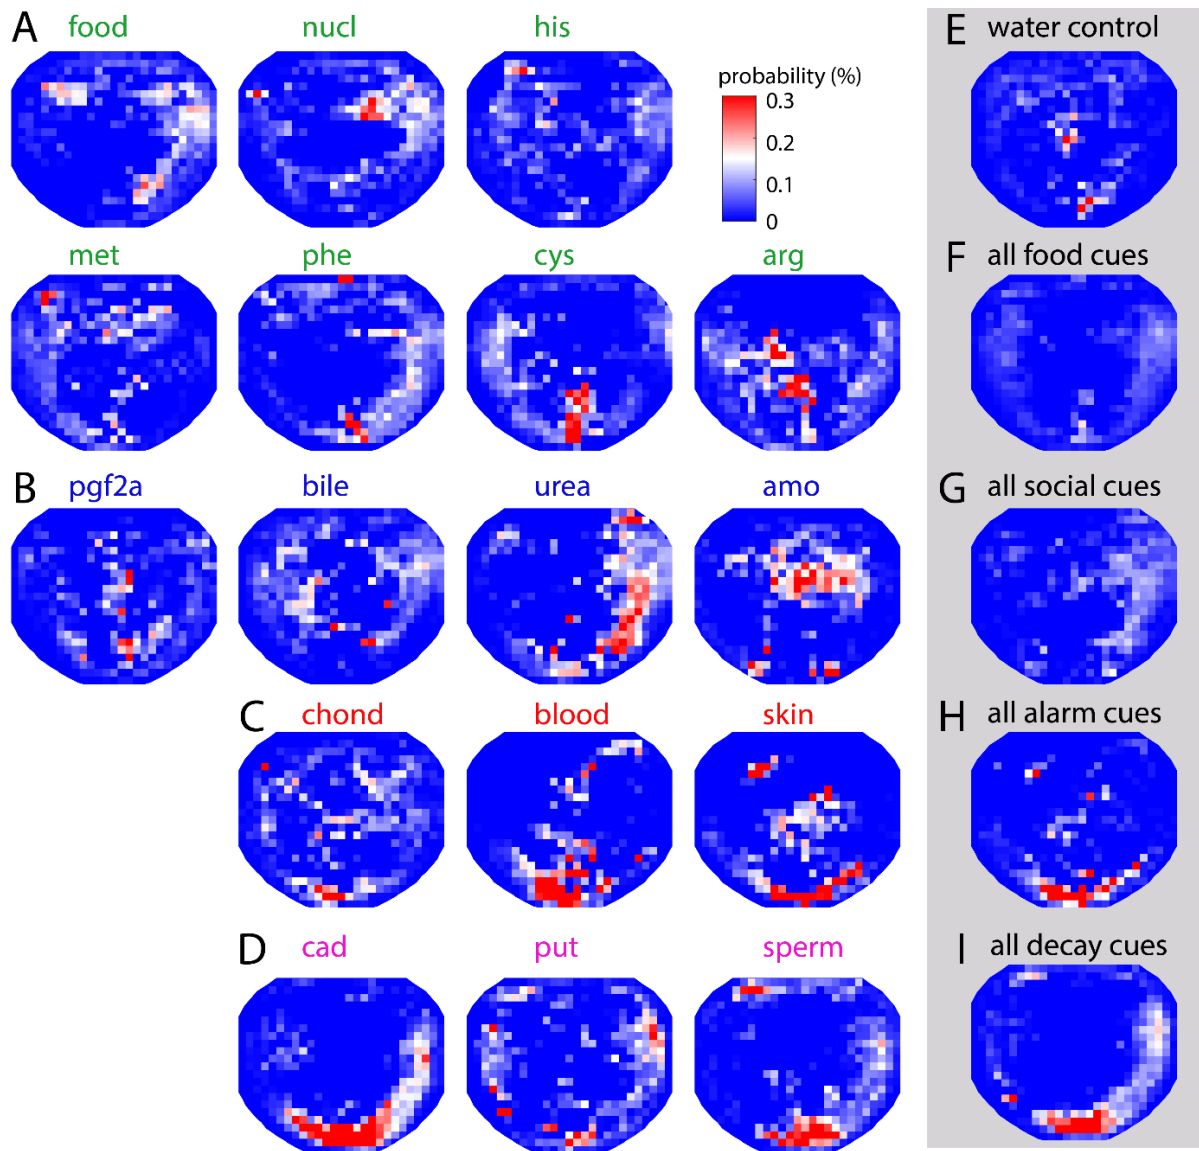 A food nucl his
probability (%)
0.3
0.2
0.1
0
E water control
met phe cys arg
F all food cues
B pgf2a bile urea amo
G all social cues
C chond blood skin
H all alarm cues
D cad put sperm
I all decay cues